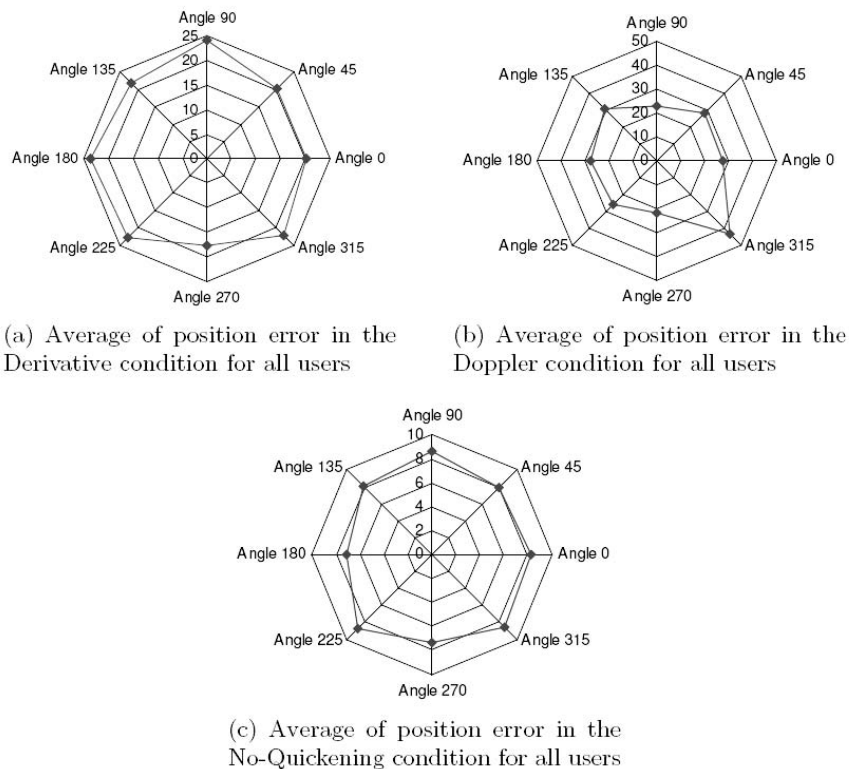 Angle 90
25
20
15
10
5
0
Angle 45
Angle 0
Angle 315
Angle 270
Angle 225
Angle 180
Angle 135
(a) Average of position error in the
Derivative condition for all users
Angle 90
50
40
30
20
10
0
Angle 45
Angle 0
Angle 315
Angle 270
Angle 225
Angle 180
Angle 135
(b) Average of position error in the
Doppler condition for all users
Angle 90
10
8
6
4
2
0
Angle 45
Angle 0
Angle 315
Angle 270
Angle 225
Angle 180
Angle 135
(c) Average of position error in the
No-Quickening condition for all users